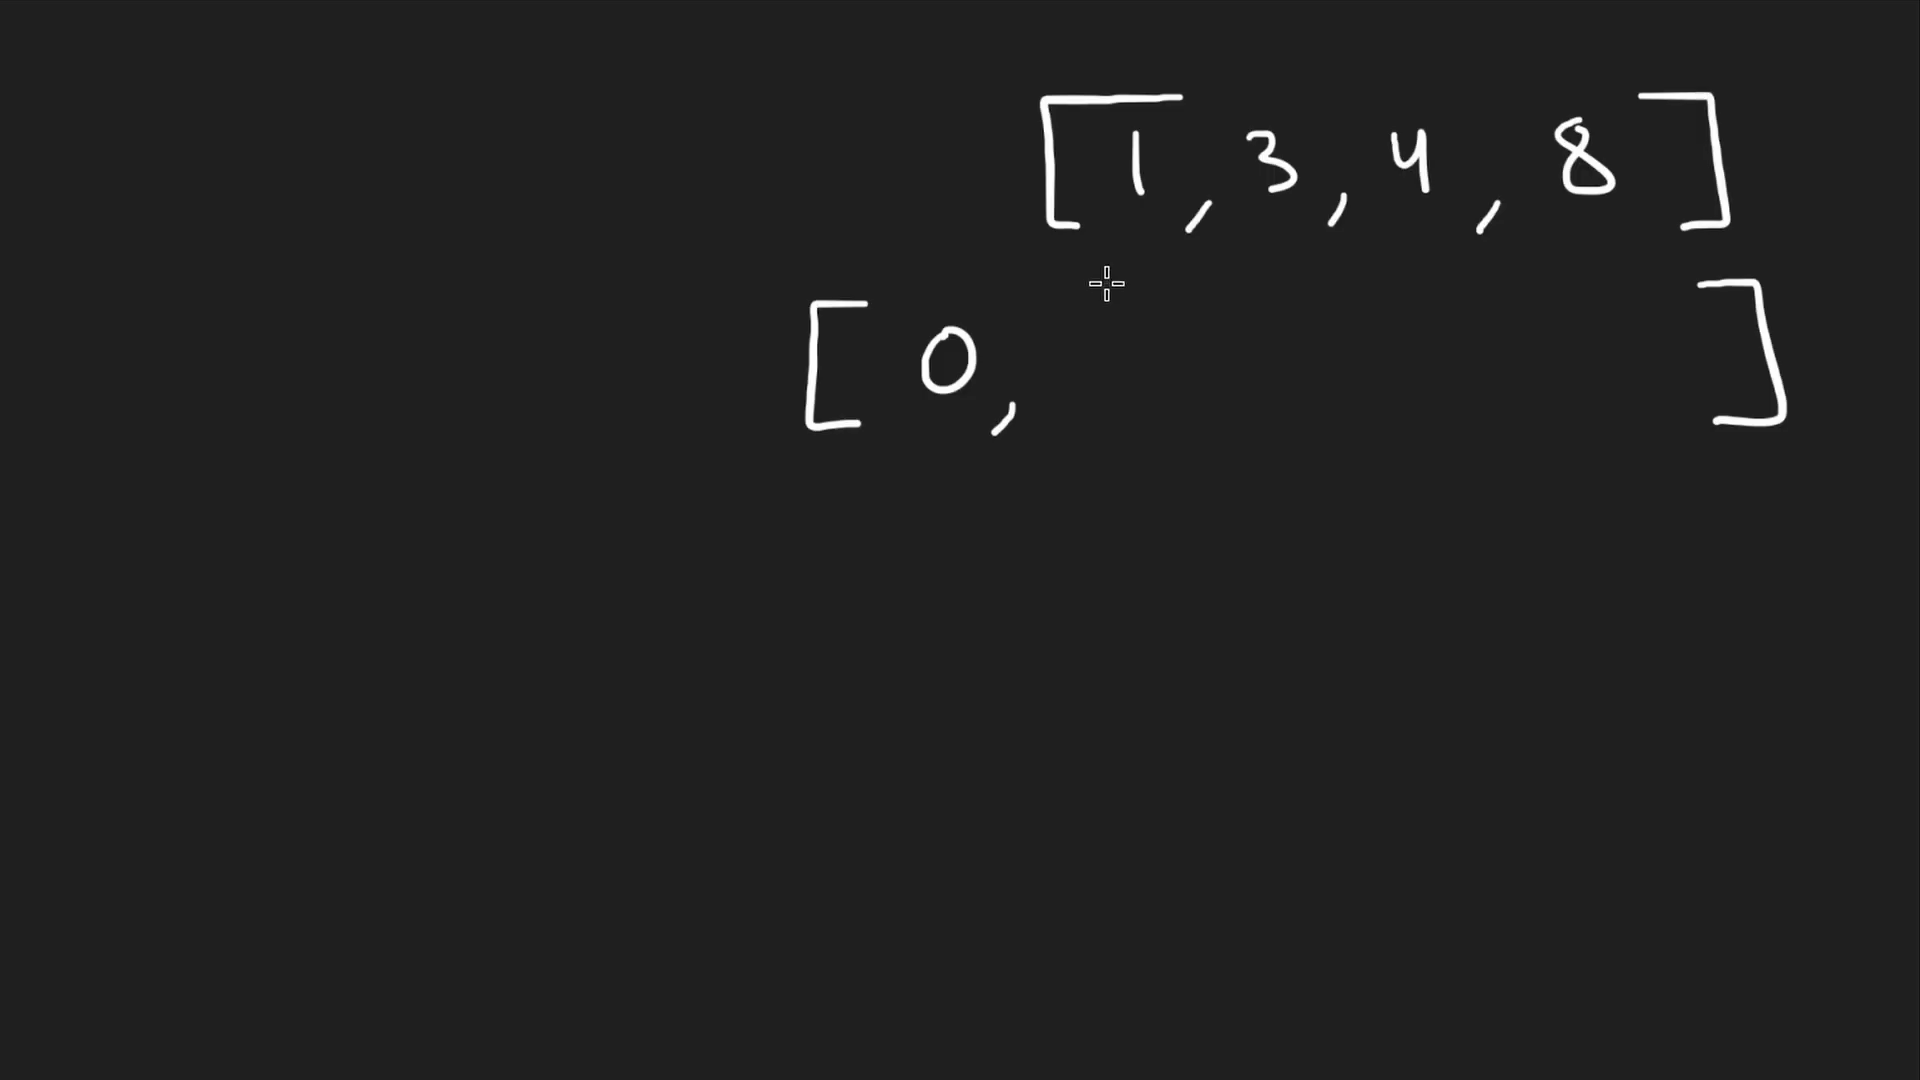 [1, 3, 4, 8]
[0, ]